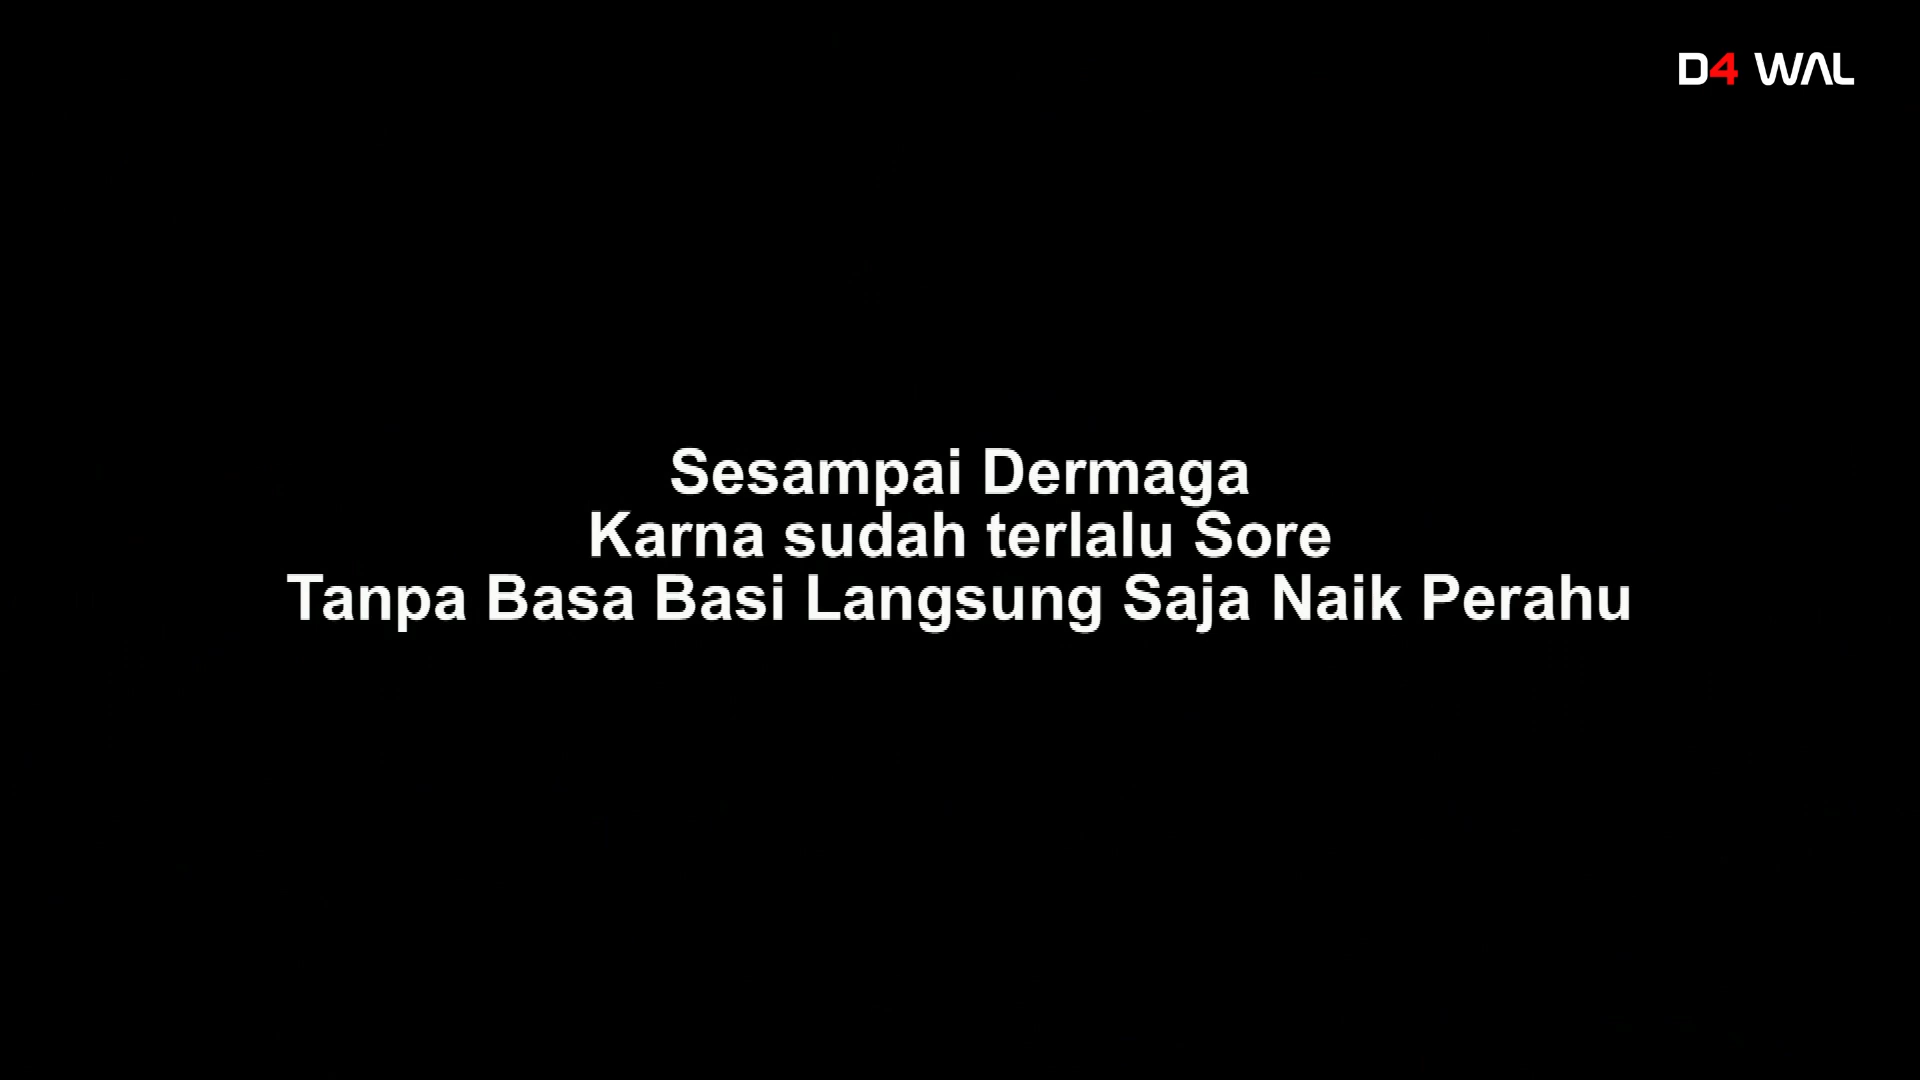 D4 WAL
Sesampai Dermaga
Karna sudah terlalu Sore
Tanpa Basa Basi Langsung Saja Naik Perahu